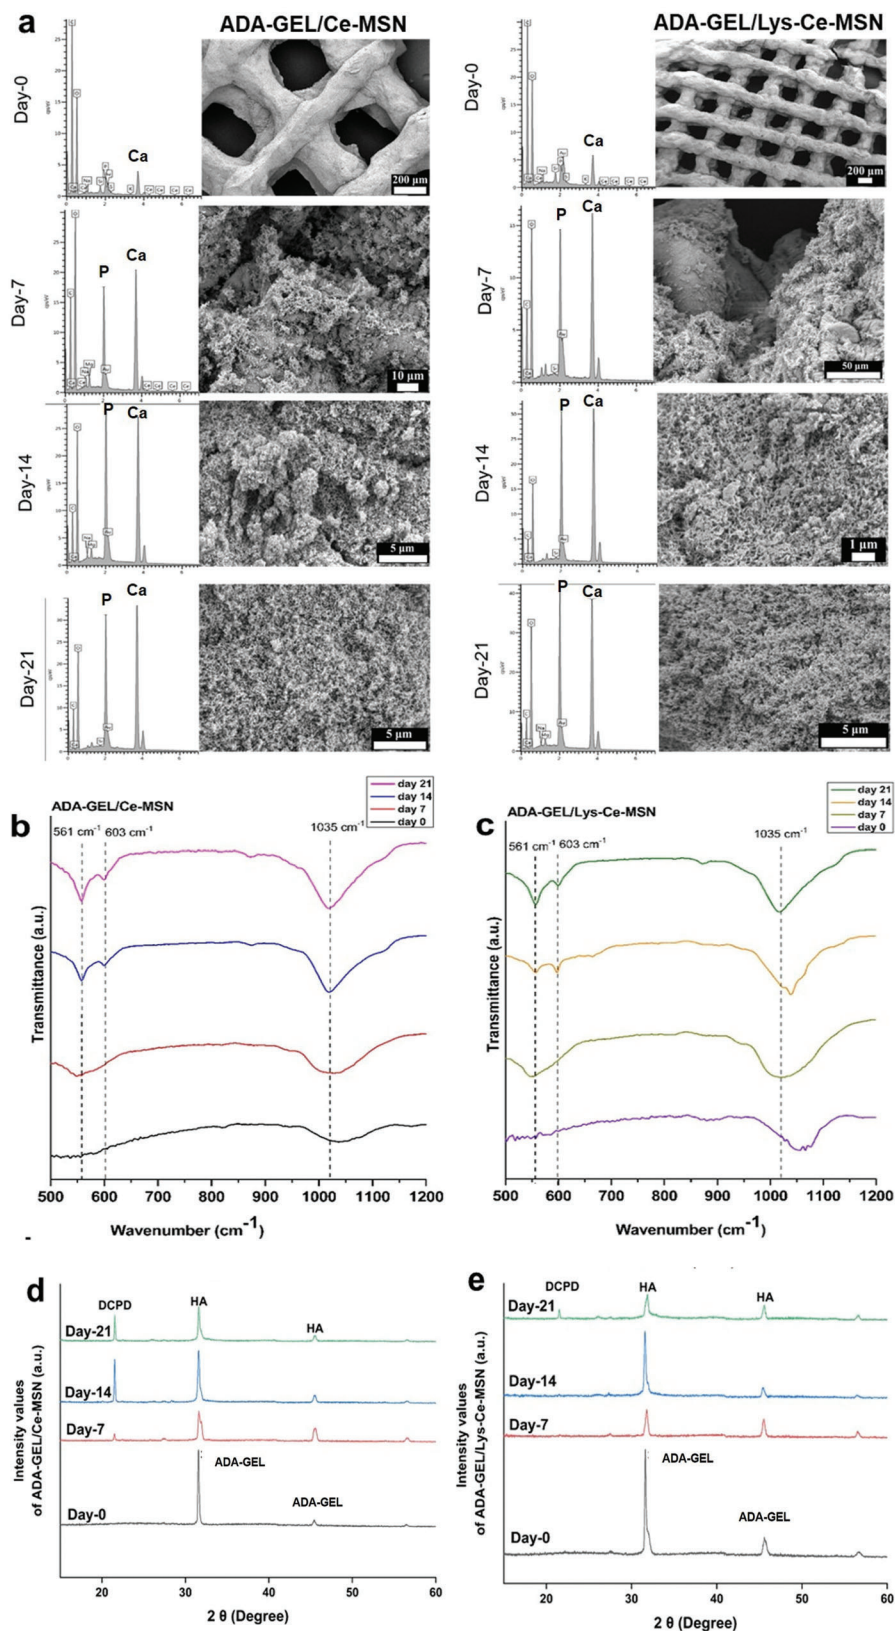 a
ADA-GEL/Ce-MSN
ADA-GEL/Lys-Ce-MSN
Day-0
Ca
200 µm
Ca
200 µm
Day-7
P
Ca
10 µm
P
Ca
50 µm
Day-14
P
Ca
5 µm
P
Ca
1 µm
Day-21
P
Ca
5 µm
P
Ca
5 µm
b
ADA-GEL/Ce-MSN
day 21
day 14
day 7
day 0
561 cm⁻¹
603 cm⁻¹
1035 cm⁻¹
Transmittance (a.u.)
500 600 700 800 900 1000 1100 1200
Wavenumber (cm⁻¹)
c
ADA-GEL/Lys-Ce-MSN
day 21
day 14
day 7
day 0
561 cm⁻¹
603 cm⁻¹
1035 cm⁻¹
Transmittance (a.u.)
500 600 700 800 900 1000 1100 1200
Wavenumber (cm⁻¹)
d
DCPD
HA
HA
Day-21
Day-14
Day-7
ADA-GEL
ADA-GEL
Day-0
Intensity values
of ADA-GEL/Ce-MSN (a.u.)
20 30 40 50 60
2 θ (Degree)
e
DCPD
HA
HA
Day-21
Day-14
Day-7
ADA-GEL
ADA-GEL
Day-0
Intensity values
of ADA-GEL/Lys-Ce-MSN (a.u.)
20 30 40 50 60
2 θ (Degree)